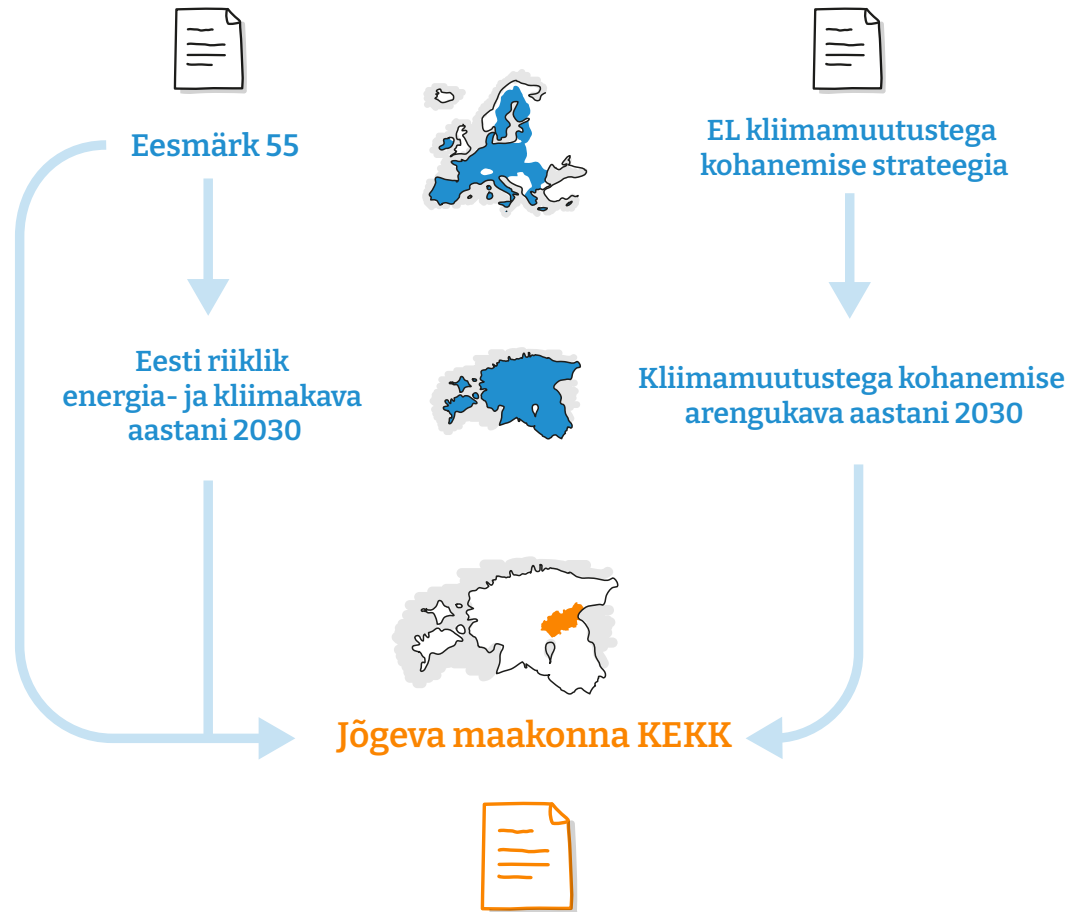 Eesmärk 55
EL kliimamuutustega
kohanemise strateegia
Eesti riiklik
energia- ja kliimakava
aastani 2030
Kliimamuutustega kohanemise
arengukava aastani 2030
Jõgeva maakonna KEKK